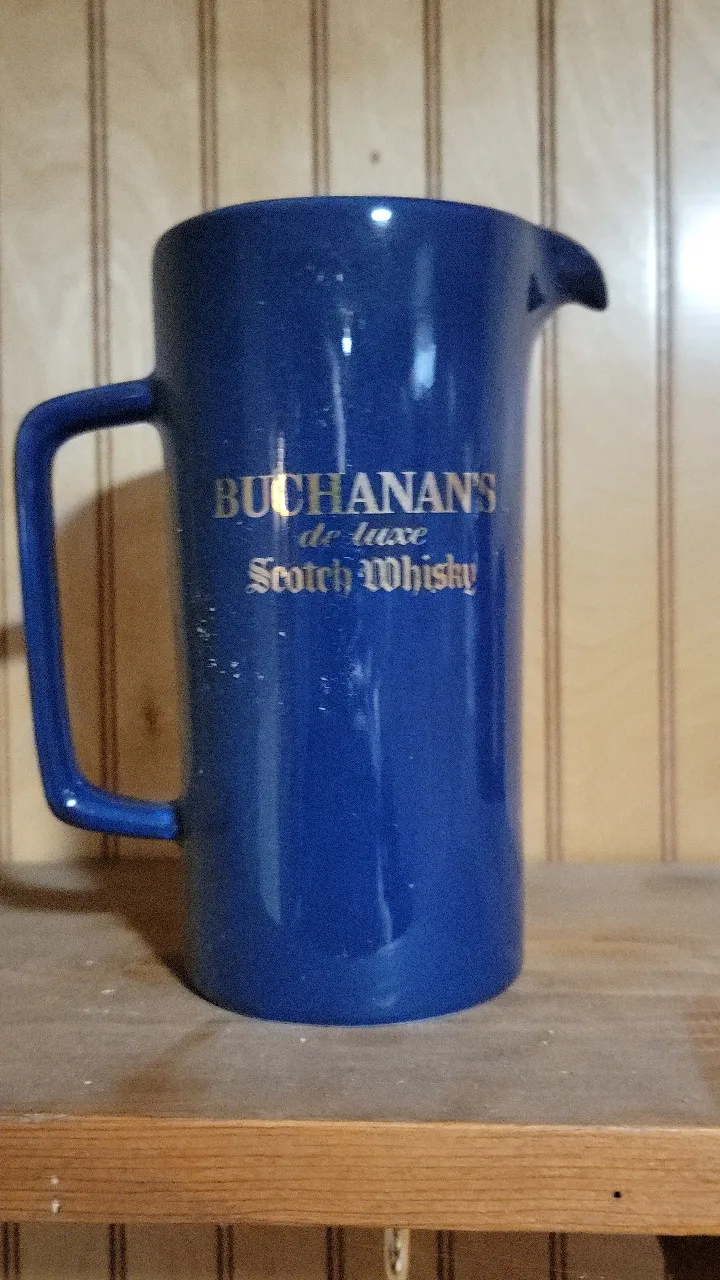 BUCHANAN'S
de luxe
Scotch Whisky